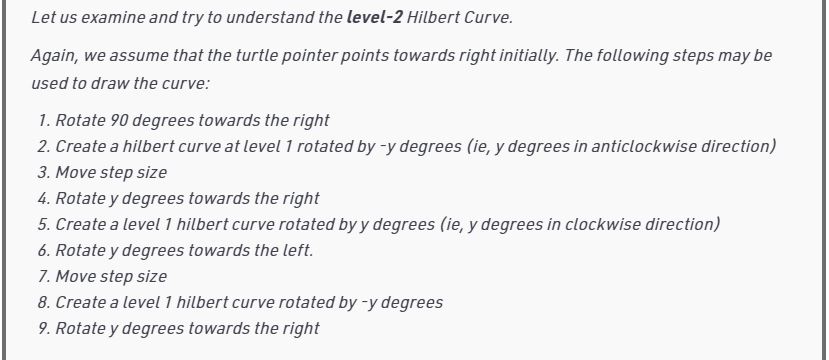 Let us examine and try to understand the level-2 Hilbert Curve.
Again, we assume that the turtle pointer points towards right initially. The following steps may be
used to draw the curve:
1. Rotate 90 degrees towards the right
2. Create a hilbert curve at level 1 rotated by -y degrees (ie, y degrees in anticlockwise direction)
3. Move step size
4. Rotate y degrees towards the right
5. Create a level 1 hilbert curve rotated by y degrees (ie, y degrees in clockwise direction)
6. Rotate y degrees towards the left.
7. Move step size
8. Create a level 1 hilbert curve rotated by -y degrees
9. Rotate y degrees towards the right